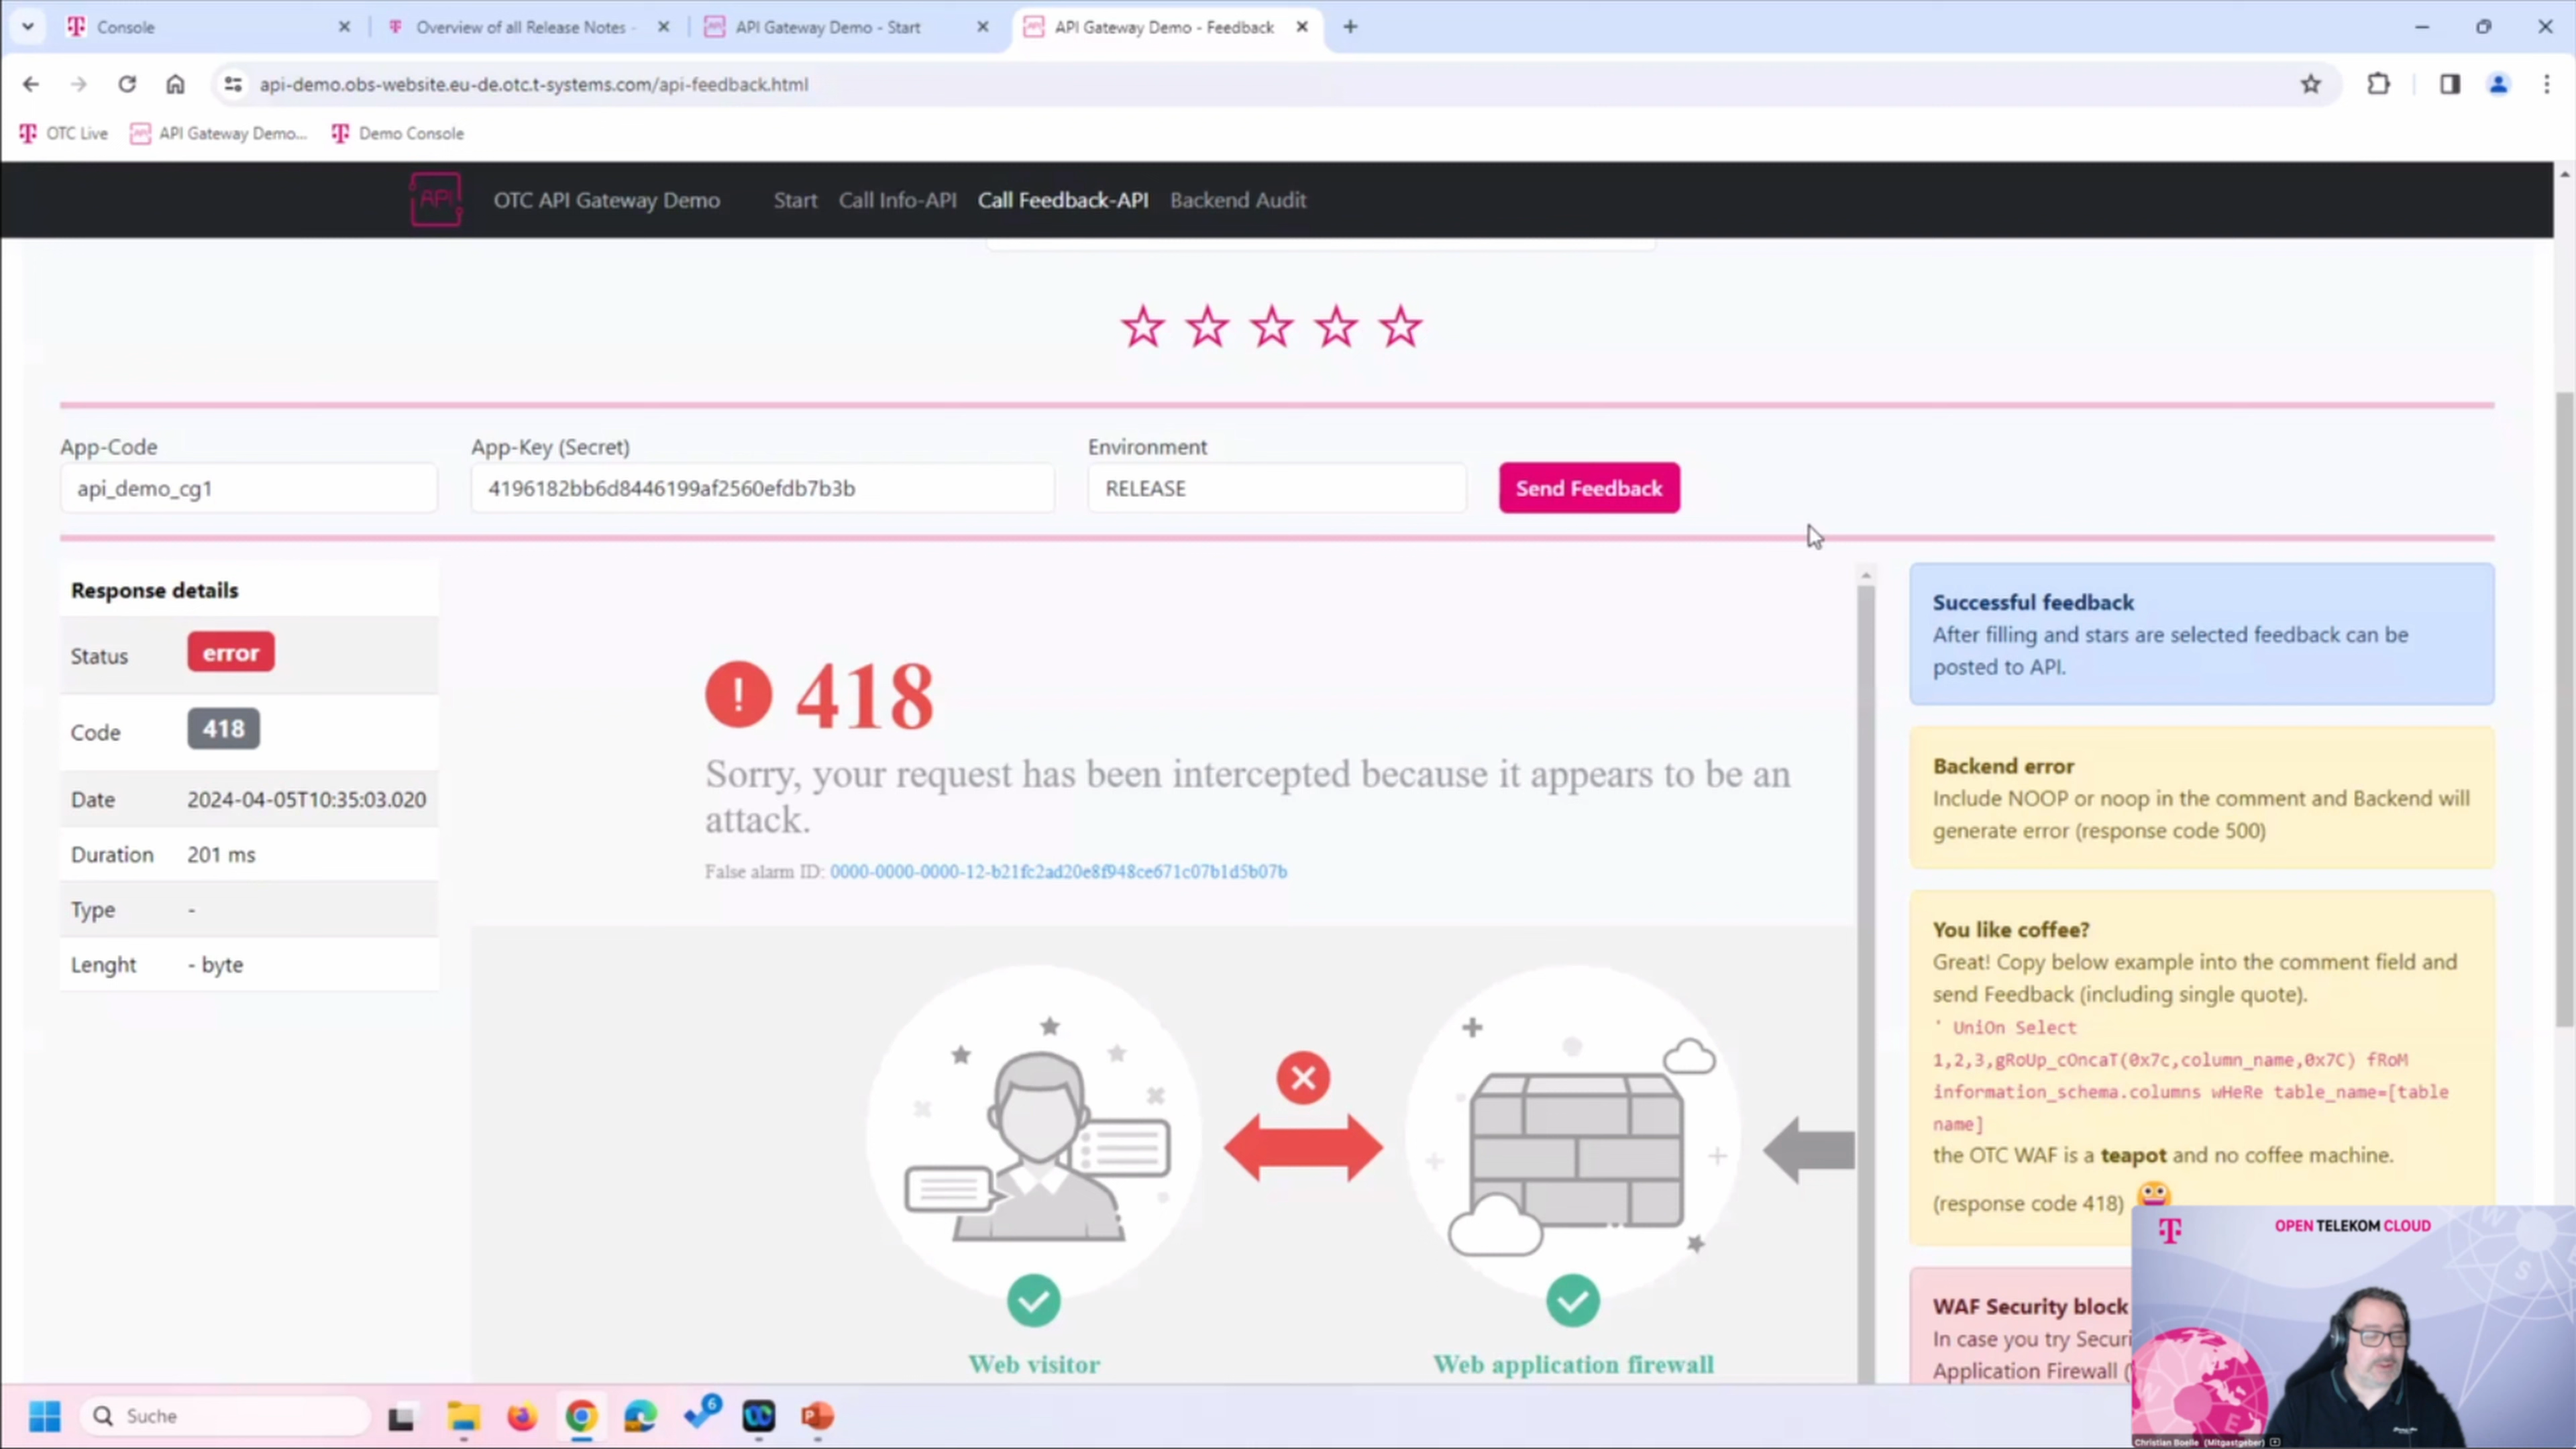 Console
Overview of all Release Notes -
API Gateway Demo - Start
API Gateway Demo - Feedback
api-demo.obs-website.eu-de.otc.t-systems.com/api-feedback.html
OTC Live
API Gateway Demo...
Demo Console
API
OTC API Gateway Demo
Start
Call Info-API
Call Feedback-API
Backend Audit
App-Code
App-Key (Secret)
Environment
api_demo_cg1
4196182bb6d8446199af2560efdb7b3b
RELEASE
Send Feedback
Response details
Status error
Code 418
Date 2024-04-05T10:35:03.020
Duration 201 ms
Type -
Lenght - byte
! 418
Sorry, your request has been intercepted because it appears to be an
attack.
False alarm ID: 0000-0000-0000-12-b21fc2ad20e8f948ce671c07b1d5b07b
Web visitor
Web application firewall
Successful feedback
After filling and stars are selected feedback can be
posted to API.
Backend error
Include NOOP or noop in the comment and Backend will
generate error (response code 500)
You like coffee?
Great! Copy below example into the comment field and
send Feedback (including single quote).
' UniOn Select
1,2,3,gRoUp_cOncaT(0x7c,column_name,0x7C) fRoM
information_schema.columns wHeRe table_name=[table
name]
the OTC WAF is a teapot and no coffee machine.
(response code 418)
WAF Security block
In case you try Securi
Application Firewall (
T
OPEN TELEKOM CLOUD
Christian Boelle (Mitgastgeber)
Suche
6